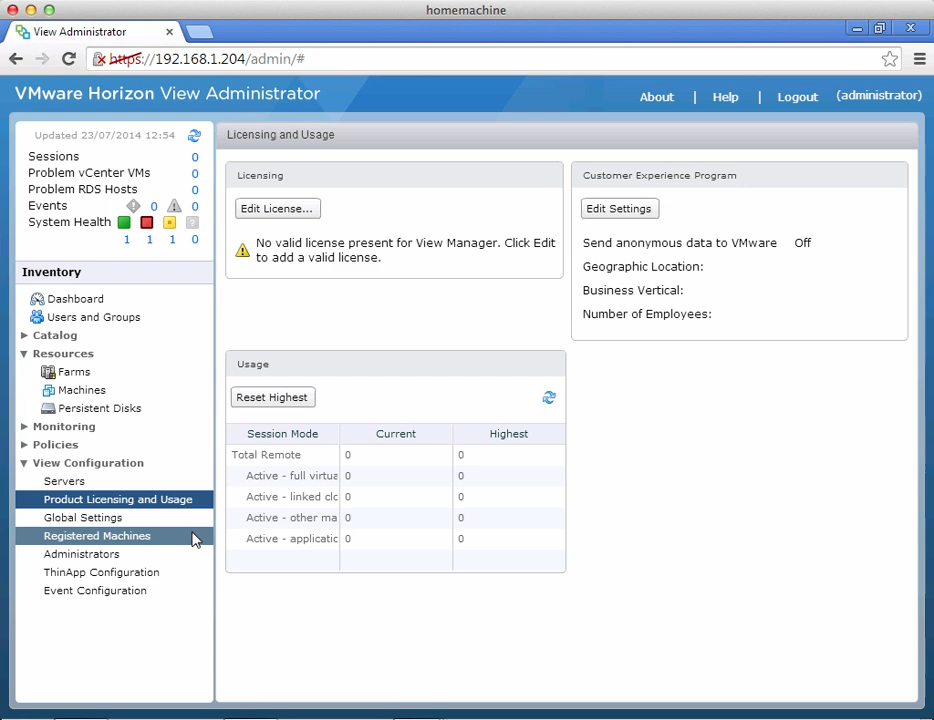 homemachine
View Administrator
https://192.168.1.204/admin/#
VMware Horizon View Administrator
About | Help | Logout (administrator)
Updated 23/07/2014 12:54
Sessions 0
Problem vCenter VMs 0
Problem RDS Hosts 0
Events 0 0
System Health
1 1 1 0
Inventory
Dashboard
Users and Groups
Catalog
Resources
Farms
Machines
Persistent Disks
Monitoring
Policies
View Configuration
Servers
Product Licensing and Usage
Global Settings
Registered Machines
Administrators
ThinApp Configuration
Event Configuration
Licensing and Usage
Licensing
Edit License...
No valid license present for View Manager. Click Edit
to add a valid license.
Customer Experience Program
Edit Settings
Send anonymous data to VMware Off
Geographic Location:
Business Vertical:
Number of Employees:
Usage
Reset Highest
Session Mode Current Highest
Total Remote 0 0
Active - full virtua 0 0
Active - linked clo 0 0
Active - other ma 0 0
Active - applicatic 0 0